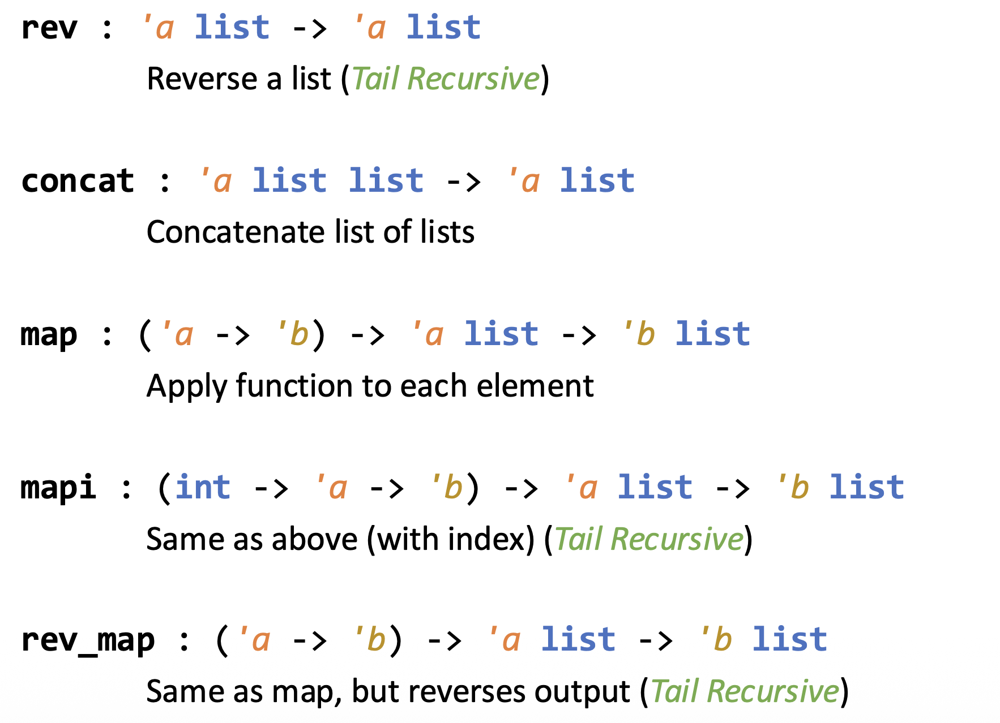 rev : 'a list -> 'a list
Reverse a list (Tail Recursive)
concat : 'a list list -> 'a list
Concatenate list of lists
map : ('a -> 'b) -> 'a list -> 'b list
Apply function to each element
mapi : (int -> 'a -> 'b) -> 'a list -> 'b list
Same as above (with index) (Tail Recursive)
rev_map : ('a -> 'b) -> 'a list -> 'b list
Same as map, but reverses output (Tail Recursive)